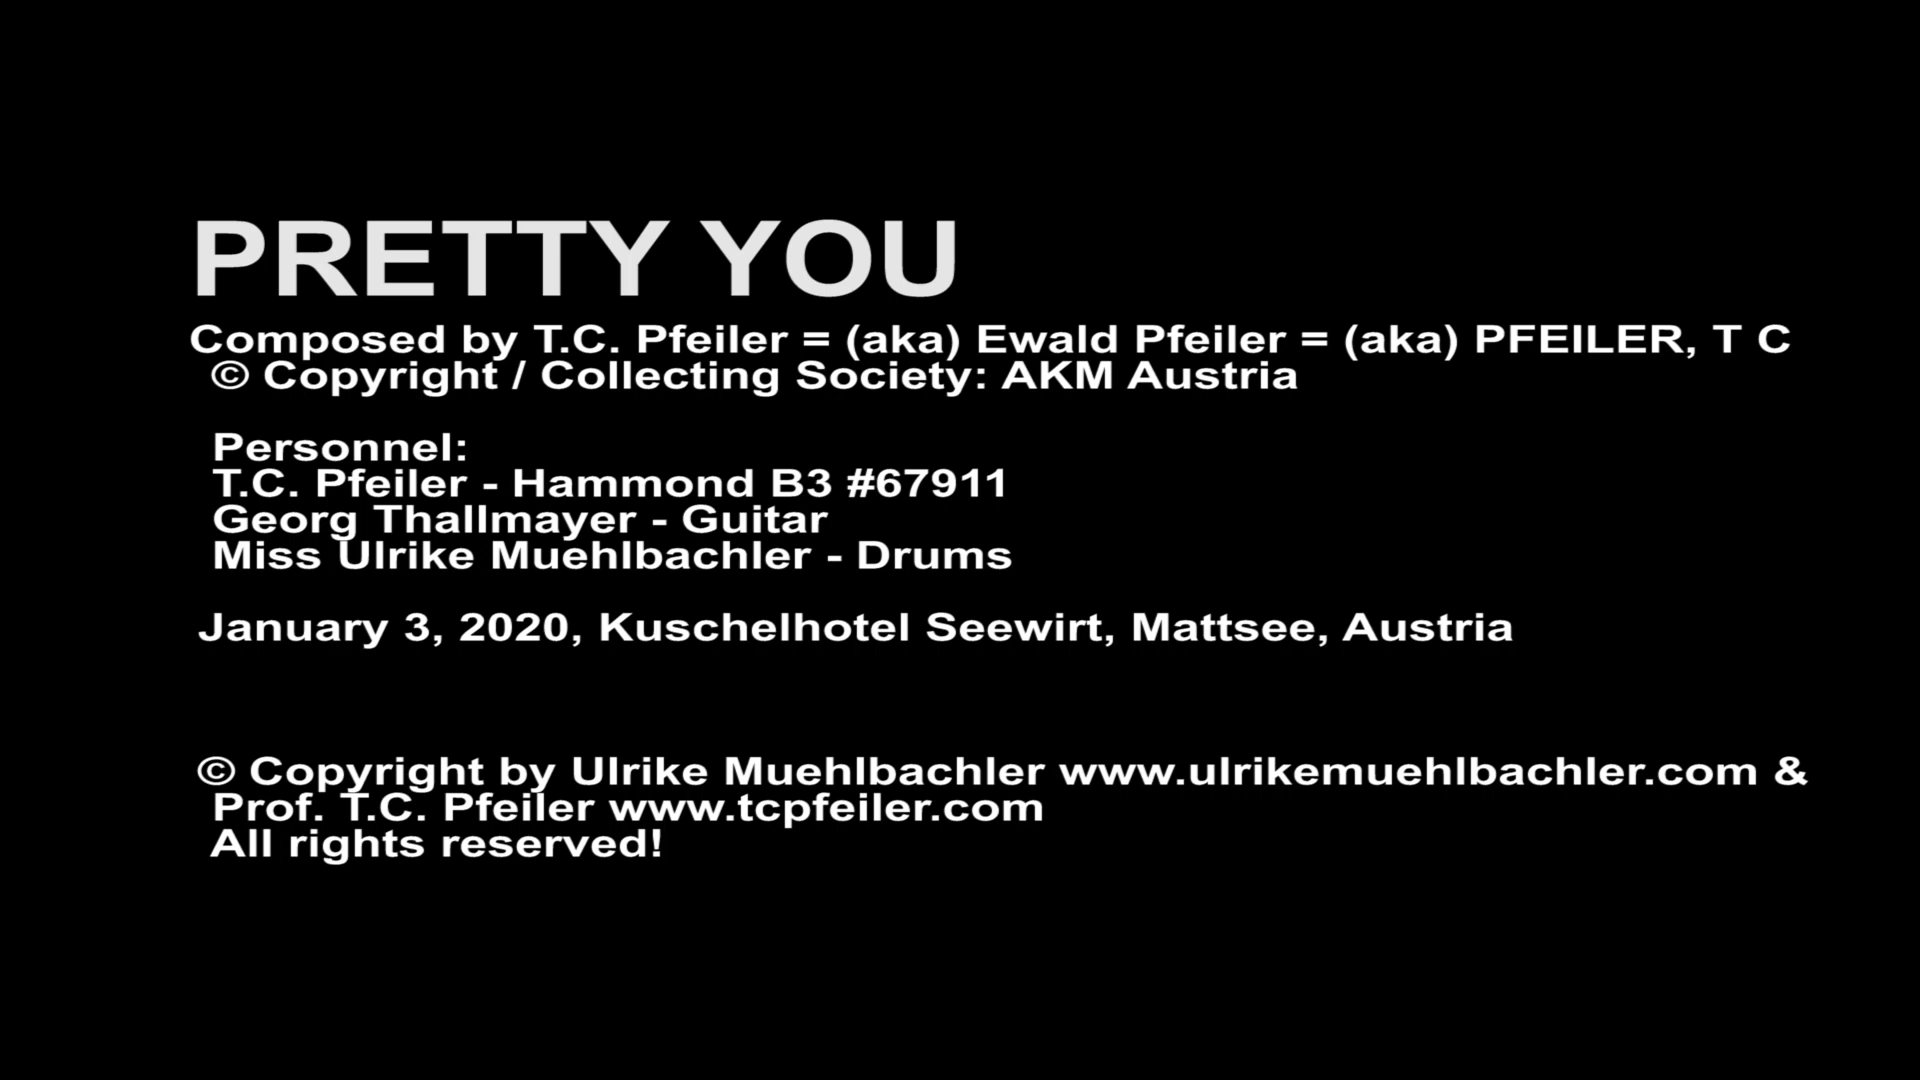 PRETTY YOU
Composed by T.C. Pfeiler = (aka) Ewald Pfeiler = (aka) PFEILER, T C
© Copyright / Collecting Society: AKM Austria
Personnel:
T.C. Pfeiler - Hammond B3 #67911
Georg Thallmayer - Guitar
Miss Ulrike Muehlbachler - Drums
January 3, 2020, Kuschelhotel Seewirt, Mattsee, Austria
© Copyright by Ulrike Muehlbachler www.ulrikemuehlbachler.com &
Prof. T.C. Pfeiler www.tcpfeiler.com
All rights reserved!